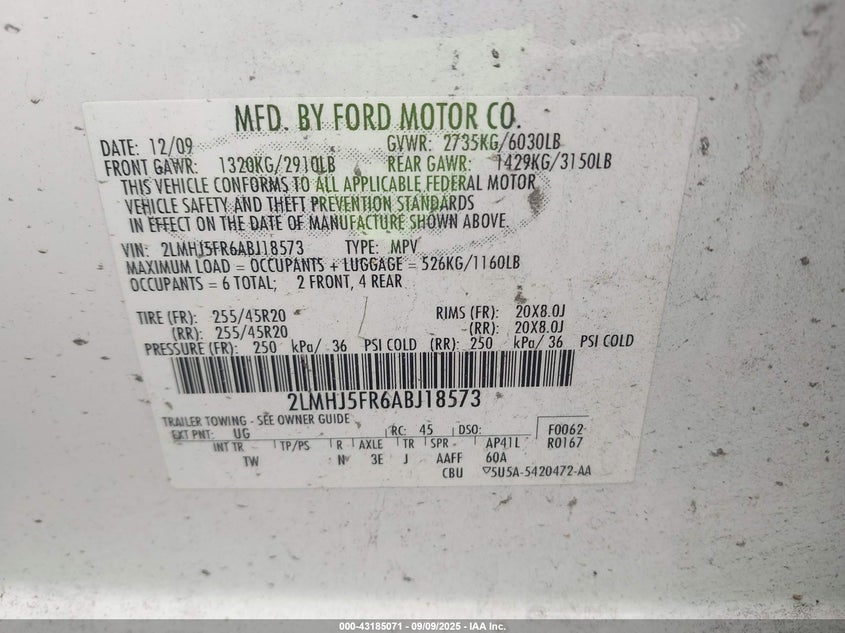 MFD. BY FORD MOTOR CO.
DATE: 12/09 GVWR: 2735KG/6030LB
FRONT GAWR: 1320KG/2910LB REAR GAWR: 1429KG/3150LB
THIS VEHICLE CONFORMS TO ALL APPLICABLE FEDERAL MOTOR
VEHICLE SAFETY AND THEFT PREVENTION STANDARDS
IN EFFECT ON THE DATE OF MANUFACTURE SHOWN ABOVE
VIN: 2LMHJ5FR6ABJ18573 TYPE: MPV
MAXIMUM LOAD = OCCUPANTS + LUGGAGE = 526KG/1160LB
OCCUPANTS = 6 TOTAL; 2 FRONT, 4 REAR
TIRE (FR): 255/45R20 RIMS (FR): 20X8.0J
(RR): 255/45R20 (RR): 20X8.0J
PRESSURE (FR): 250 kPa/ 36 PSI COLD (RR): 250 kPa/ 36 PSI COLD
2LMHJ5FR6ABJ18573
TRAILER TOWING - SEE OWNER GUIDE
EXT PNT: UG RC: 45 DSO: F0062
INT TR TP/PS R AXLE TR SPR AP41L R0167
TW N 3E J AAFF 60A
CBU 5U5A-5420472-AA
000-43185071 - 09/09/2025 - IAA Inc.